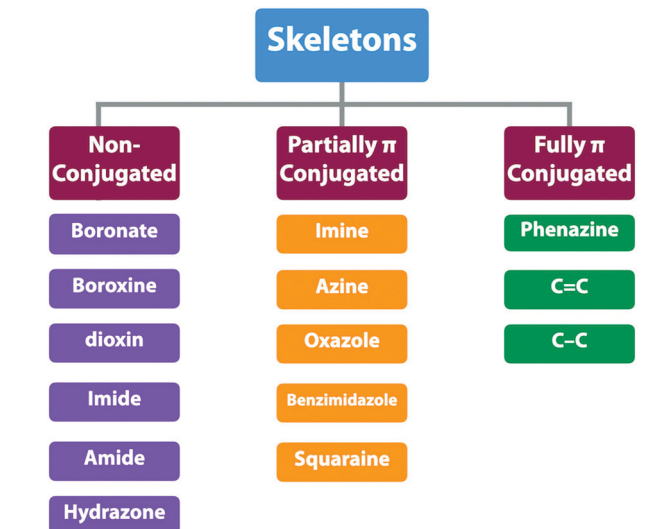 Skeletons
Non-
Conjugated
Boronate
Boroxine
dioxin
Imide
Amide
Hydrazone
Partially π
Conjugated
Imine
Azine
Oxazole
Benzimidazole
Squaraine
Fully π
Conjugated
Phenazine
C=C
C–C